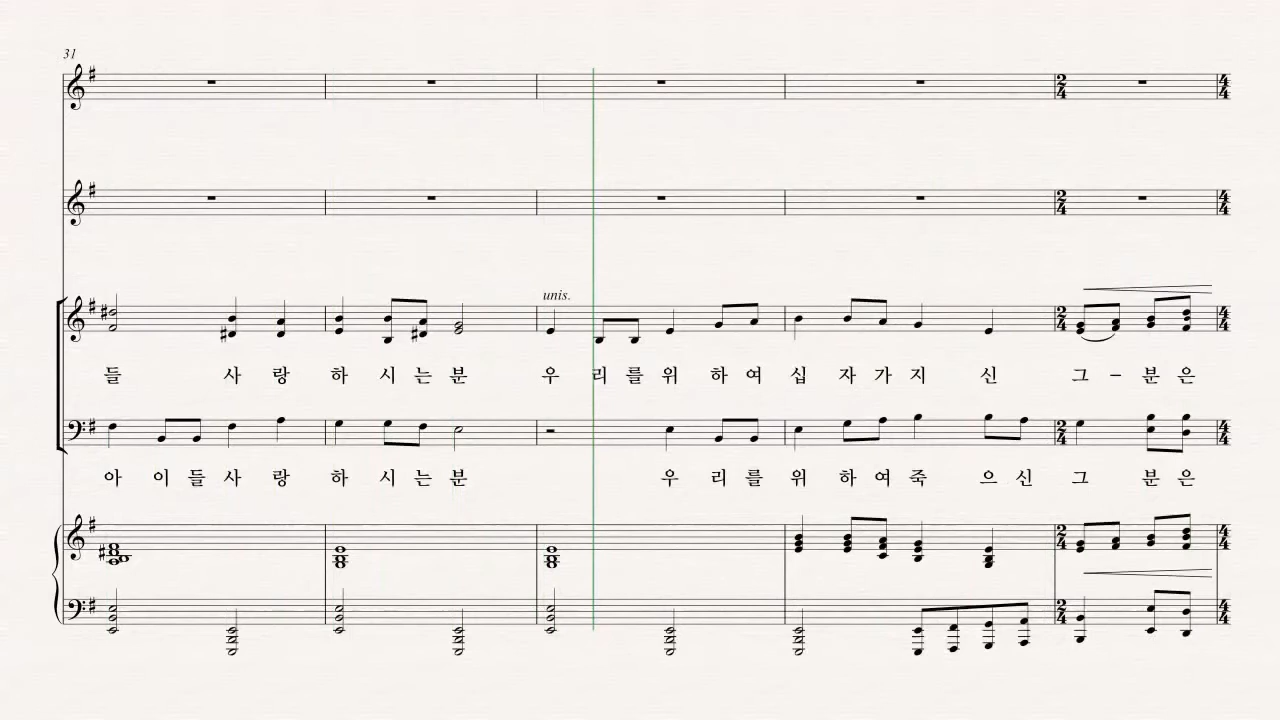 31
unis.
들 사 랑 하 시 는 분 우 리 를 위 하 여 십 자 가 지 신 그 - 분 은
아 이 들 사 랑 하 시 는 분 우 리 를 위 하 여 죽 으 신 그 분 은